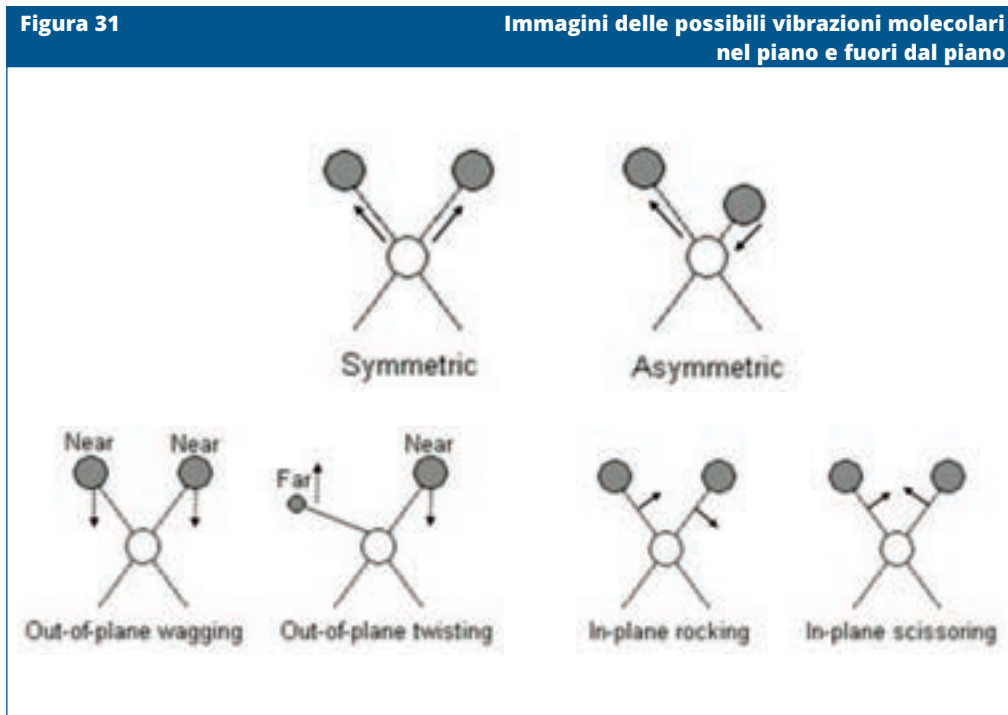 Figura 31
Immagini delle possibili vibrazioni molecolari
nel piano e fuori dal piano
Symmetric
Asymmetric
Near Near
Far
Near
Out-of-plane wagging
Out-of-plane twisting
In-plane rocking
In-plane scissoring